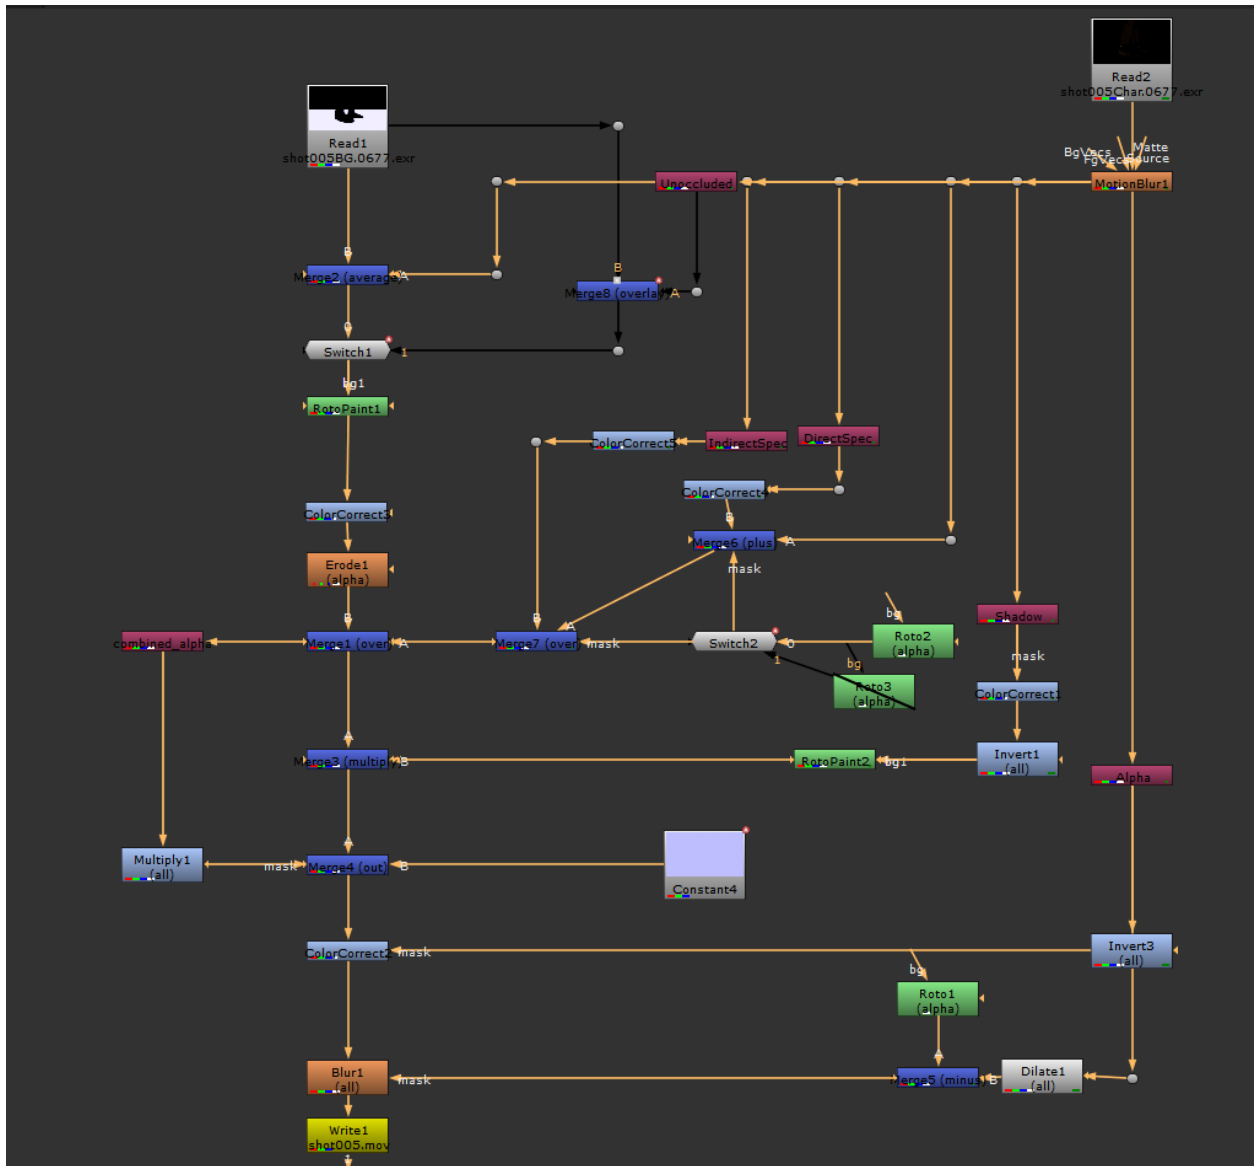 Read2
shot005Char.0677.exr
Read1
shot005BG.0677.exr
Matte
BgVecs
FgVecs
Source
Unoccluded
MotionBlur1
B
Merge2 (average)
A
B
Merge8 (overlay)
A
0
Switch1
1
bg1
RotoPaint1
DirectSpec
ColorCorrect5
IndirectSpec
ColorCorrect4
ColorCorrect3
B
Merge6 (plus)
A
Erode1
(alpha)
mask
Shadow
bg
B
B
A
combined_alpha
Merge1 (over)
A
Merge7 (over)
mask
Switch2
0
Roto2
(alpha)
1
bg
mask
Roto3
(alpha)
ColorCorrect1
A
Merge3 (multiply)
B
RotoPaint2
bg1
Invert1
(all)
Alpha
A
Multiply1
(all)
mask
Merge4 (out)
B
Constant4
ColorCorrect2
mask
Invert3
(all)
bg
Roto1
(alpha)
A
Blur1
(all)
mask
Merge5 (minus)
B
Dilate1
(all)
Write1
shot005.mov
1